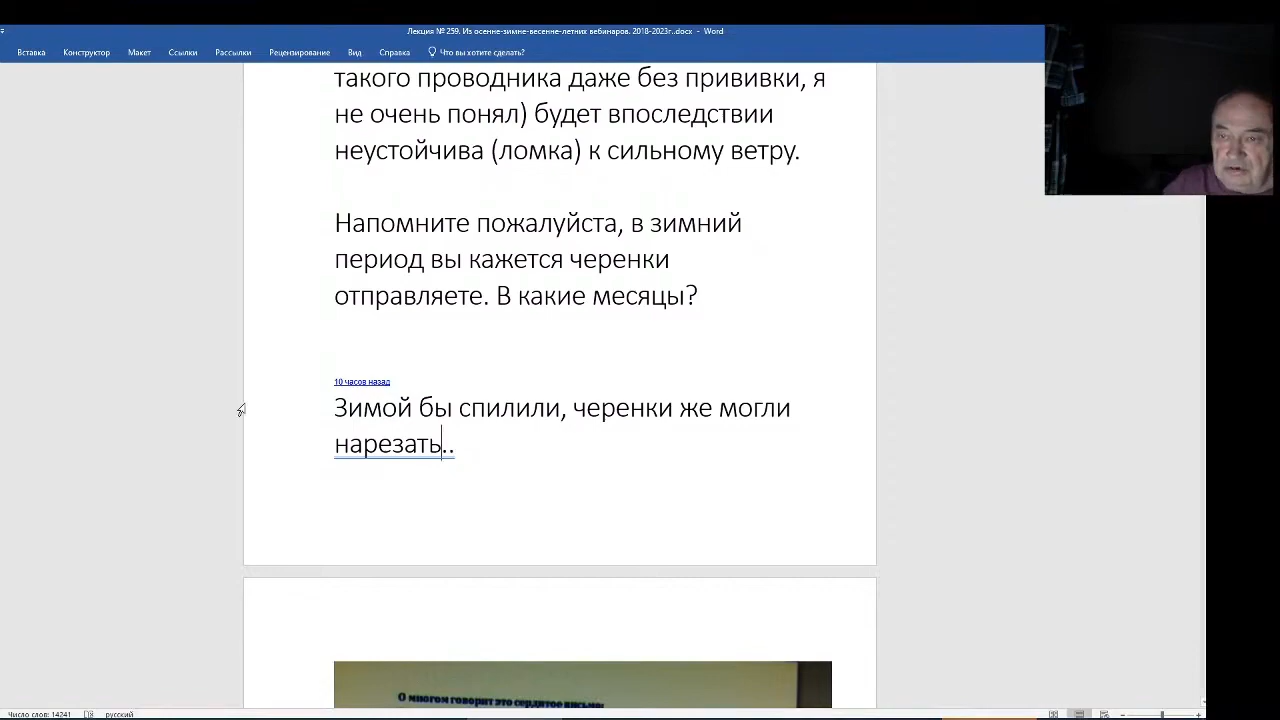 Лекция № 259. Из осенне-зимне-весенне-летних вебинаров. 2018-2023г..docx - Word
Вставка Конструктор Макет Ссылки Рассылки Рецензирование Вид Справка Что вы хотите сделать?
такого проводника даже без прививки, я
не очень понял) будет впоследствии
неустойчива (ломка) к сильному ветру.
Напомните пожалуйста, в зимний
период вы кажется черенки
отправляете. В какие месяцы?
10 часов назад
Зимой бы спилили, черенки же могли
нарезать..
О многом говорит это сердитое письмо:
Число слов: 14241 русский